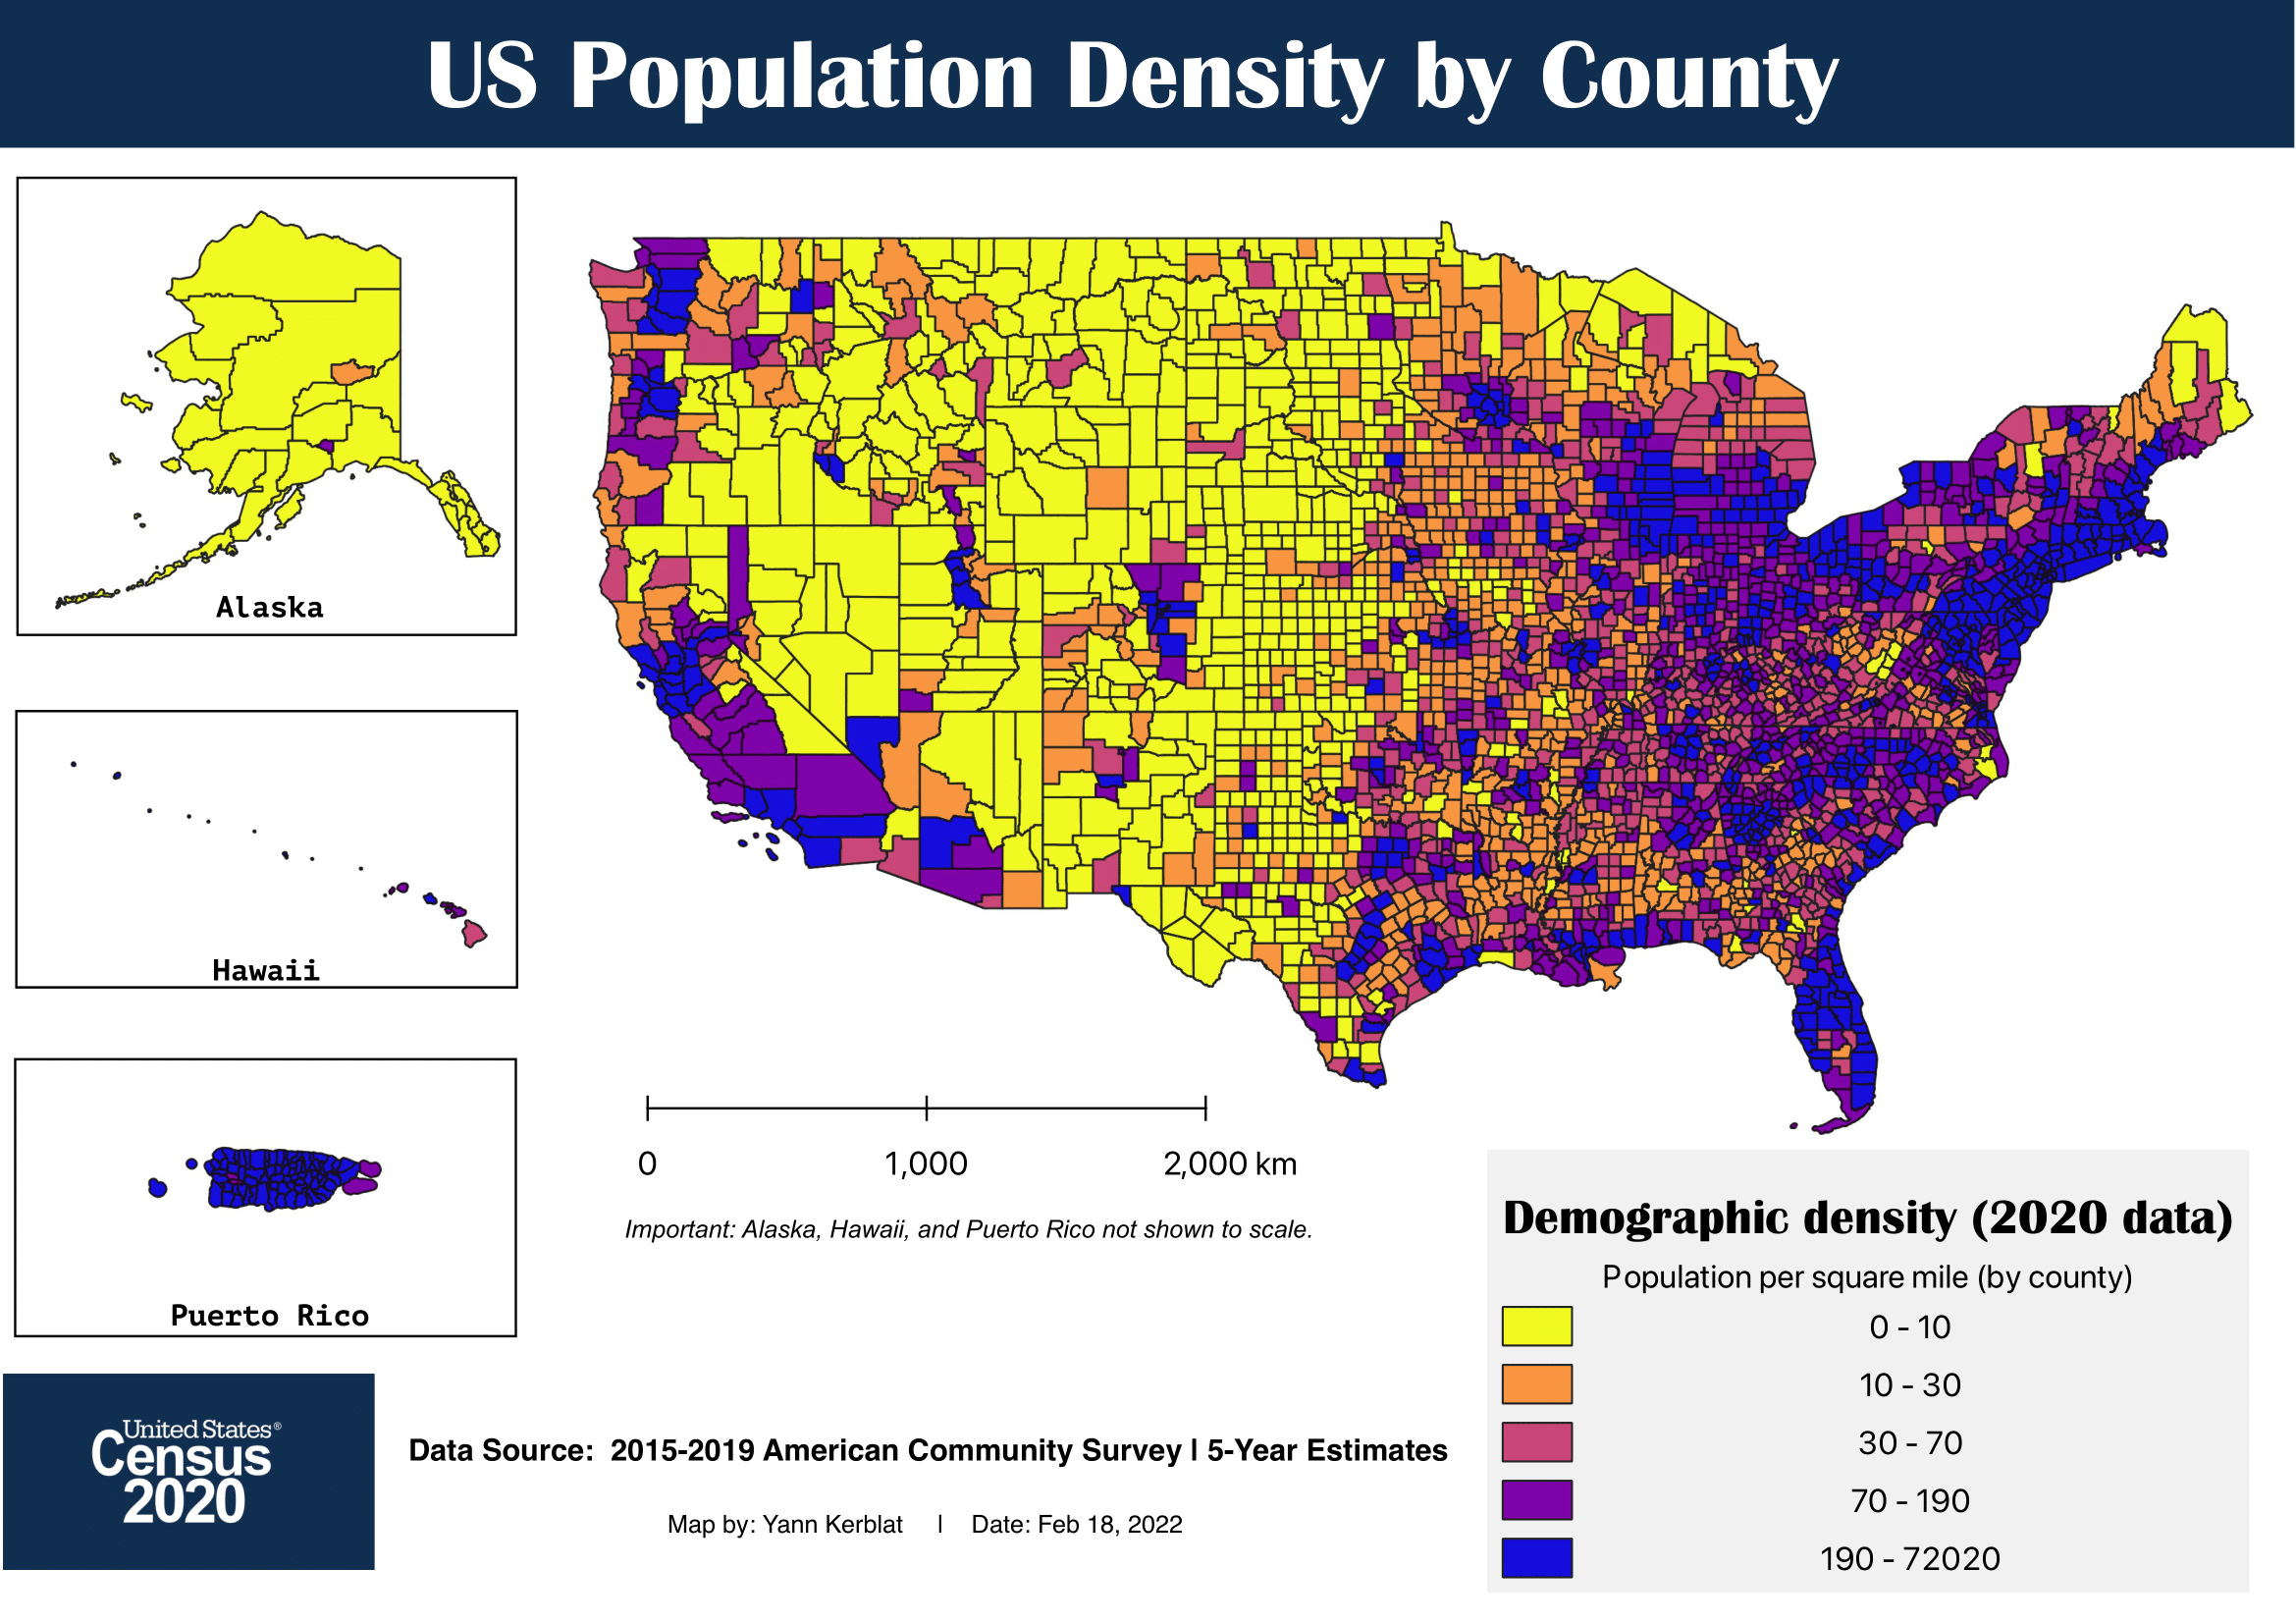 US Population Density by County
Alaska
Hawaii
Puerto Rico
0 1,000 2,000 km
Important: Alaska, Hawaii, and Puerto Rico not shown to scale.
Demographic density (2020 data)
Population per square mile (by county)
0 - 10
10 - 30
30 - 70
70 - 190
190 - 72020
United States®
Census
2020
Data Source: 2015-2019 American Community Survey | 5-Year Estimates
Map by: Yann Kerblat | Date: Feb 18, 2022